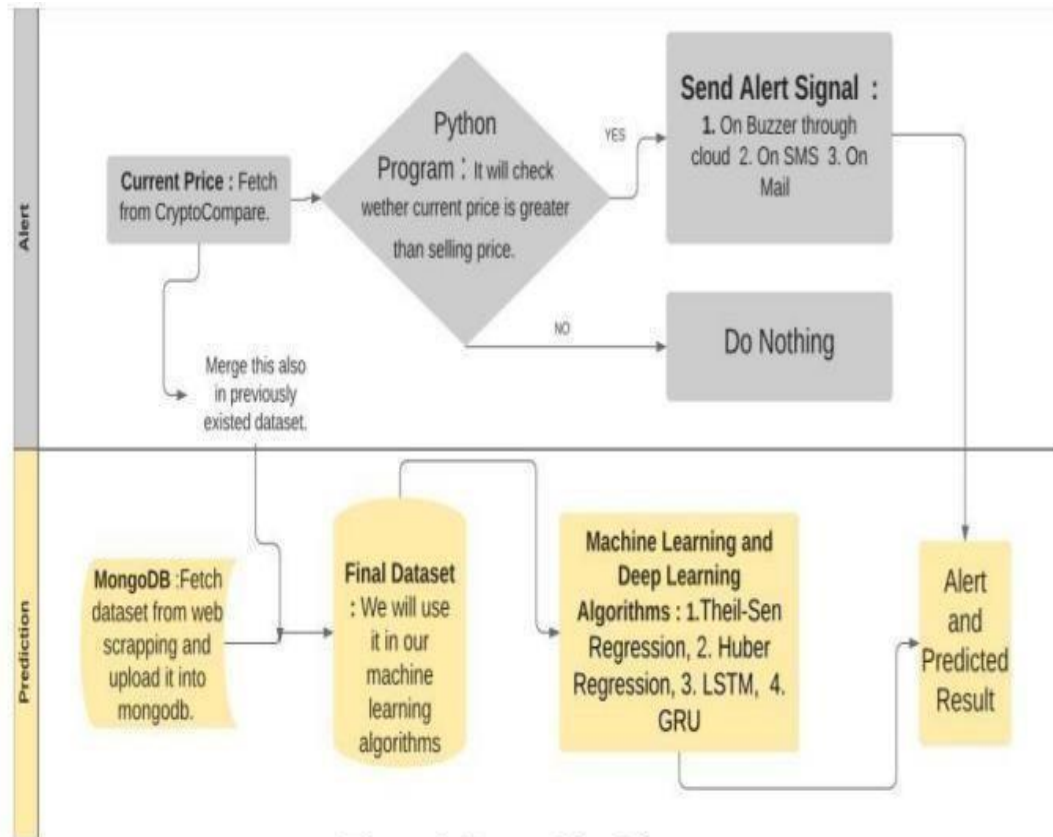 Alert
Current Price : Fetch
from CryptoCompare.
Python
Program : It will check
wether current price is greater
than selling price.
YES
NO
Send Alert Signal :
1. On Buzzer through
cloud 2. On SMS 3. On
Mail
Do Nothing
Merge this also
in previously
existed dataset.
Prediction
MongoDB :Fetch
dataset from web
scrapping and
upload it into
mongodb.
Final Dataset
: We will use
it in our
machine
learning
algorithms
Machine Learning and
Deep Learning
Algorithms : 1.Theil-Sen
Regression, 2. Huber
Regression, 3. LSTM, 4.
GRU
Alert
and
Predicted
Result